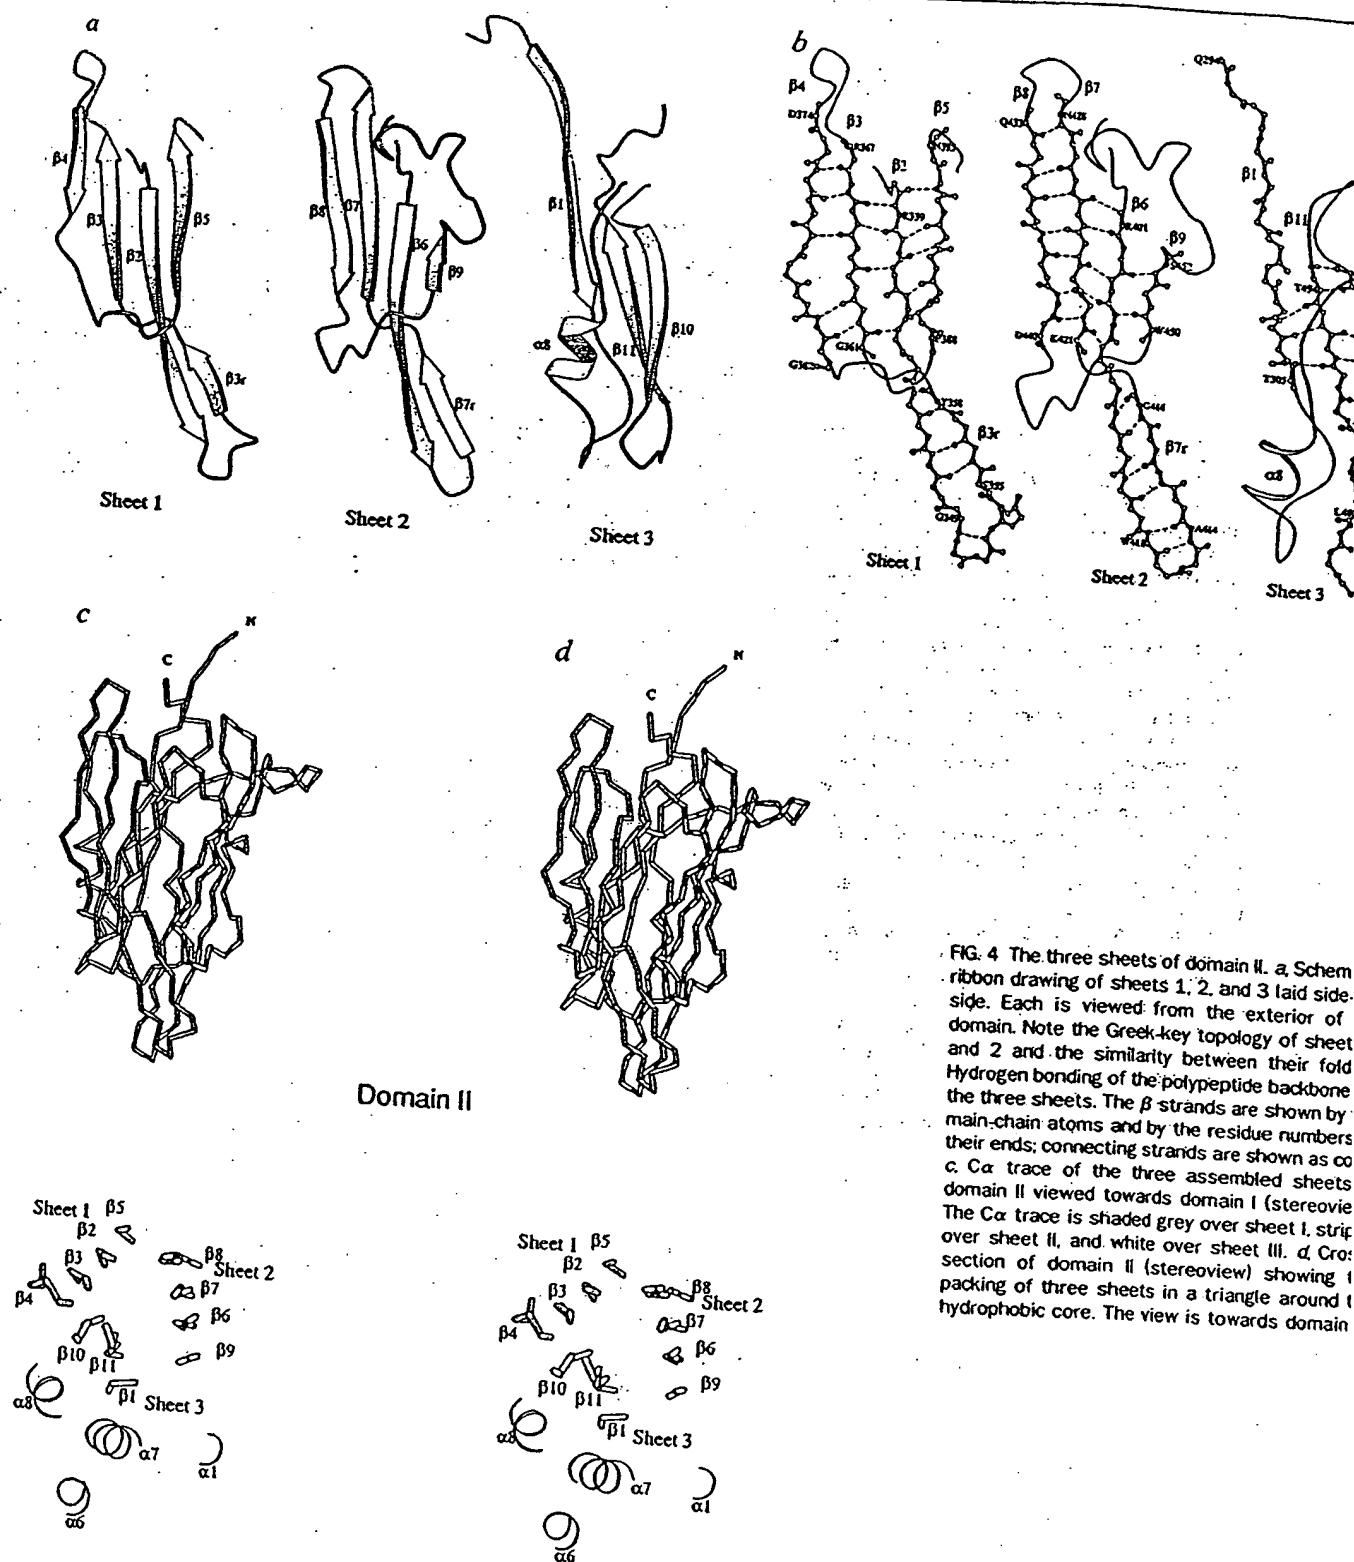 a
b
β4
β3
β2
β5
β3r
Sheet 1
β8
β7
β6
β9
β7r
Sheet 2
β1
α8
β11
β10
Sheet 3
β4
D374
β3
β2
β5
G361
β3r
Sheet 1
β8
β7
β6
β9
β7r
Sheet 2
Q294
β1
β11
T305
α8
Sheet 3
c
N
C
d
N
C
Domain II
FIG. 4 The three sheets of domain II. a, Schem
ribbon drawing of sheets 1, 2, and 3 laid side-
side. Each is viewed from the exterior of
domain. Note the Greek-key topology of sheet
and 2 and the similarity between their fold
Hydrogen bonding of the polypeptide backbone
the three sheets. The β strands are shown by
main-chain atoms and by the residue numbers
their ends; connecting strands are shown as co
c, Cα trace of the three assembled sheets
domain II viewed towards domain I (stereovie
The Cα trace is shaded grey over sheet I, strip
over sheet II, and white over sheet III. d, Cros
section of domain II (stereoview) showing t
packing of three sheets in a triangle around t
hydrophobic core. The view is towards domain
Sheet 1 β5
β2
β3
β4
β8
Sheet 2
β7
β6
β10
β11
β9
α8
β1 Sheet 3
α7
α1
α6
Sheet 1 β5
β2
β3
β4
β8
Sheet 2
β7
β6
β10
β11
β9
α8
β1 Sheet 3
α7
α1
α6